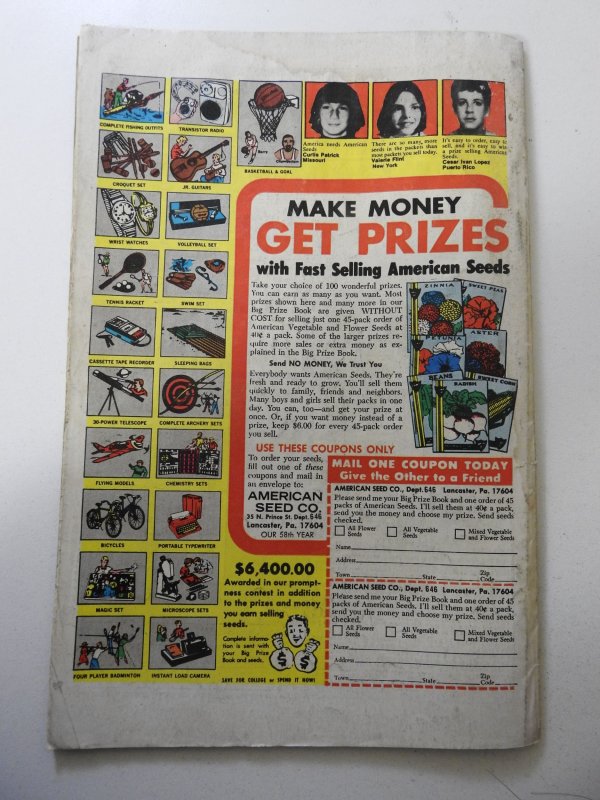 COMPLETE FISHING OUTFITS
TRANSISTOR RADIO
CROQUET SET
JR. GUITARS
BASKETBALL & GOAL
WRIST WATCHES
VOLLEYBALL SET
TENNIS RACKET
SWIM SET
CASSETTE TAPE RECORDER
SLEEPING BAGS
30-POWER TELESCOPE
COMPLETE ARCHERY SETS
FLYING MODELS
CHEMISTRY SETS
BICYCLES
PORTABLE TYPEWRITER
MAGIC SET
MICROSCOPE SETS
FOUR PLAYER BADMINTON
INSTANT LOAD CAMERA
America needs American
Seeds
Curtis Patrick
Missouri
There are so many, more
seeds in the packets than
most packets you sell today.
Valerie Flint
New York
It's easy to order, easy to
sell, and it's easy to win
a prize selling American
Seeds.
Cesar Ivan Lopez
Puerto Rico
MAKE MONEY
GET PRIZES
with Fast Selling American Seeds
Take your choice of 100 wonderful prizes.
You can earn as many as you want. Most
prizes shown here and many more in our
Big Prize Book are given WITHOUT
COST for selling just one 45-pack order of
American Vegetable and Flower Seeds at
40¢ a pack. Some of the larger prizes re-
quire more sales or extra money as ex-
plained in the Big Prize Book.
Send NO MONEY, We Trust You
Everybody wants American Seeds. They're
fresh and ready to grow. You'll sell them
quickly to family, friends and neighbors.
Many boys and girls sell their packs in one
day. You, can, too—and get your prize at
once. Or, if you want money instead of a
prize, keep $6.00 for every 45-pack order
you sell.
ZINNIA
SWEET PEAS
PETUNIA
ASTER
BEANS
RADISH
SWEET CORN
USE THESE COUPONS ONLY
To order your seeds,
fill out one of these
coupons and mail in
an envelope to:
AMERICAN
SEED CO.
35 N. Prince St. Dept. 646
Lancaster, Pa. 17604
OUR 58th YEAR
$6,400.00
Awarded in our prompt-
ness contest in addition
to the prizes and money
you earn selling
seeds.
Complete informa-
tion is sent with
your Big Prize
Book and seeds.
$ $
SAVE FOR COLLEGE or SPEND IT NOW!
MAIL ONE COUPON TODAY
Give the Other to a Friend
AMERICAN SEED CO., Dept. 646 Lancaster, Pa. 17604
Please send me your Big Prize Book and one order of 45
packs of American Seeds. I'll sell them at 40¢ a pack,
send you the money and choose my prize. Send seeds
checked.
All Flower
Seeds
All Vegetable
Seeds
Mixed Vegetable
and Flower Seeds
Name
Address
Town State Zip Code
AMERICAN SEED CO., Dept. 646 Lancaster, Pa. 17604
Please send me your Big Prize Book and one order of 45
packs of American Seeds. I'll sell them at 40¢ a pack,
send you the money and choose my prize. Send seeds
checked.
All Flower
Seeds
All Vegetable
Seeds
Mixed Vegetable
and Flower Seeds
Name
Address
Town State Zip Code